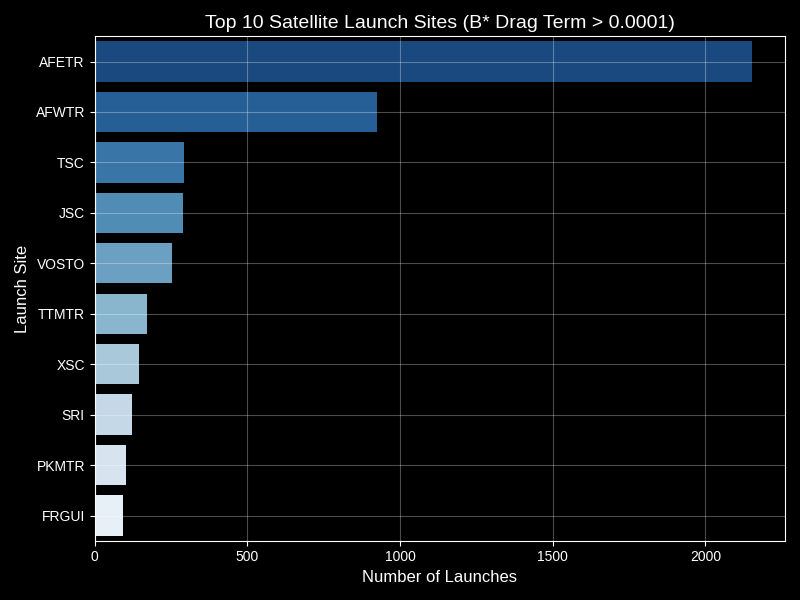 Top 10 Satellite Launch Sites (B* Drag Term > 0.0001)
Launch Site
AFETR
AFWTR
TSC
JSC
VOSTO
TTMTR
XSC
SRI
PKMTR
FRGUI
0 500 1000 1500 2000
Number of Launches